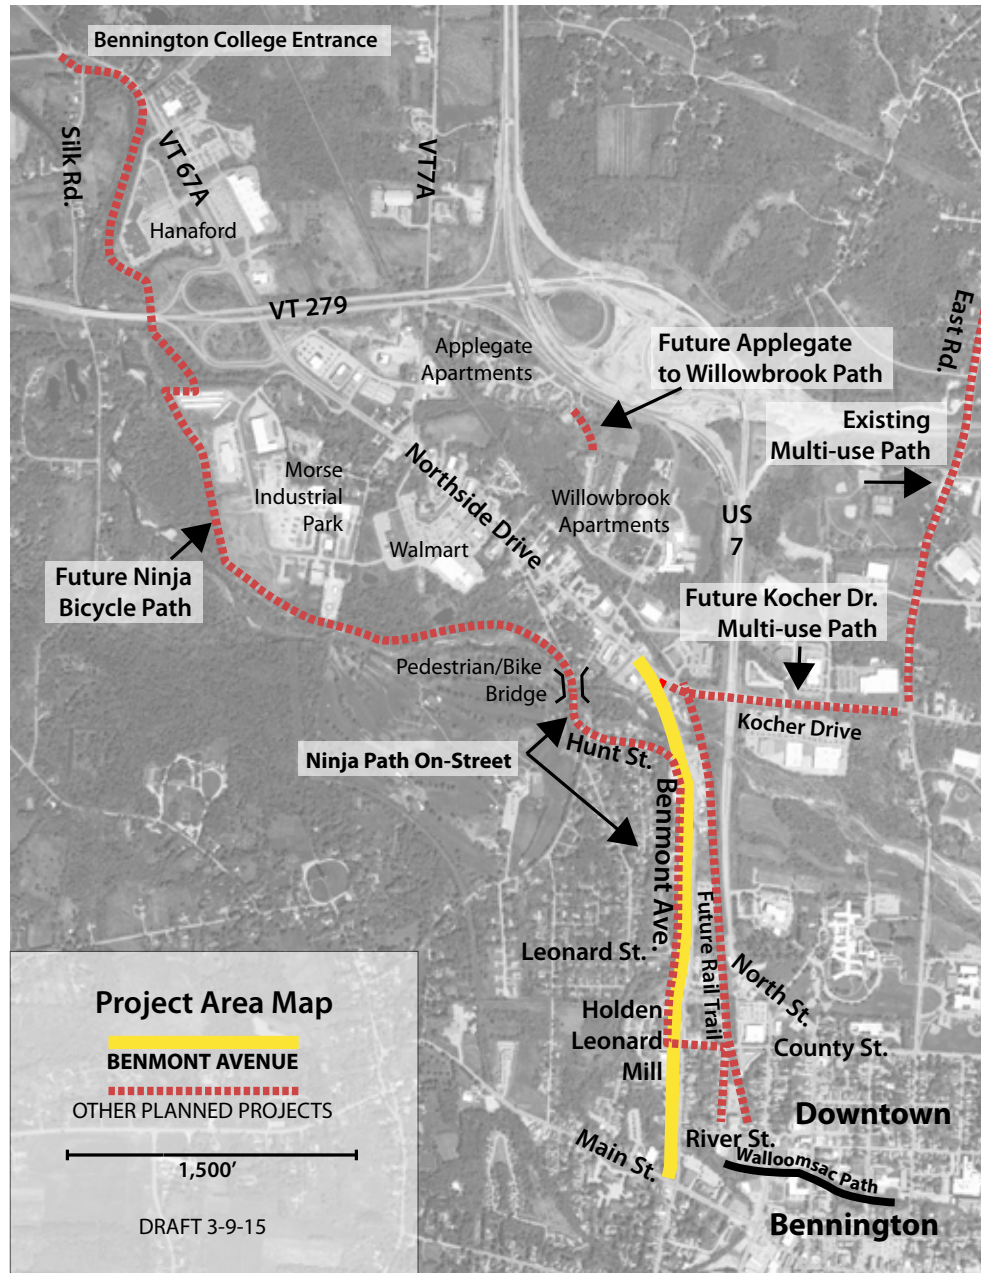 Bennington College Entrance
Silk Rd.
VT 67A
VT7A
Hanaford
VT 279
East Rd.
Applegate
Apartments
Future Applegate
to Willowbrook Path
Existing
Multi-use Path
Northside Drive
Morse
Industrial
Park
Willowbrook
Apartments
US
7
Walmart
Future Ninja
Bicycle Path
Future Kocher Dr.
Multi-use Path
Pedestrian/Bike
Bridge
Kocher Drive
Hunt St.
Ninja Path On-Street
Benmont Ave.
Future Rail Trail
Leonard St.
North St.
Holden
Leonard
Mill
County St.
Downtown
River St.
Main St.
Walloomsac Path
Bennington
Project Area Map
BENMONT AVENUE
OTHER PLANNED PROJECTS
1,500’
DRAFT 3-9-15